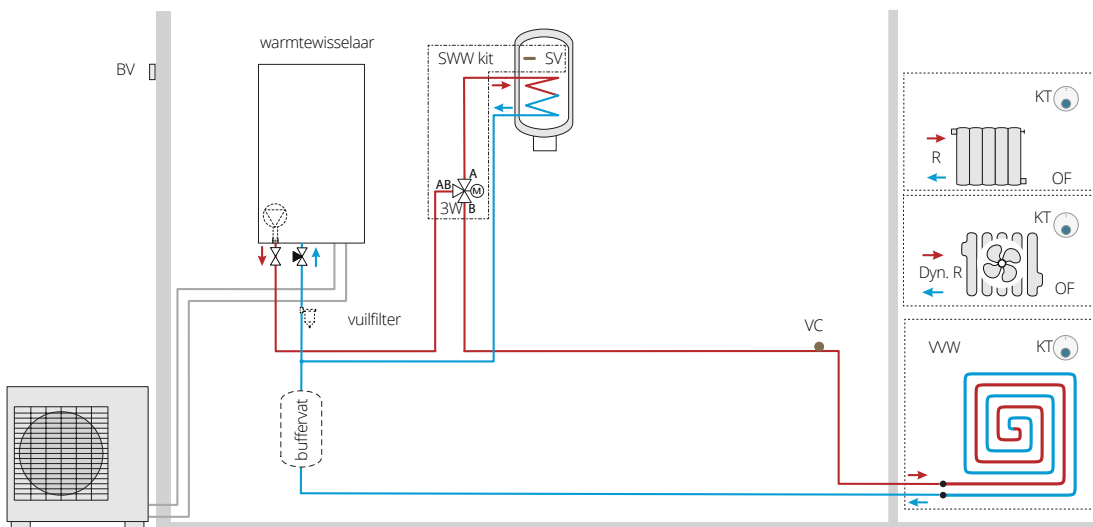 warmtewisselaar
BV
SWW kit
SV
KT
R
OF
A
AB
M
3W
B
KT
Dyn. R
OF
vuilfilter
VC
VVW
KT
buffervat